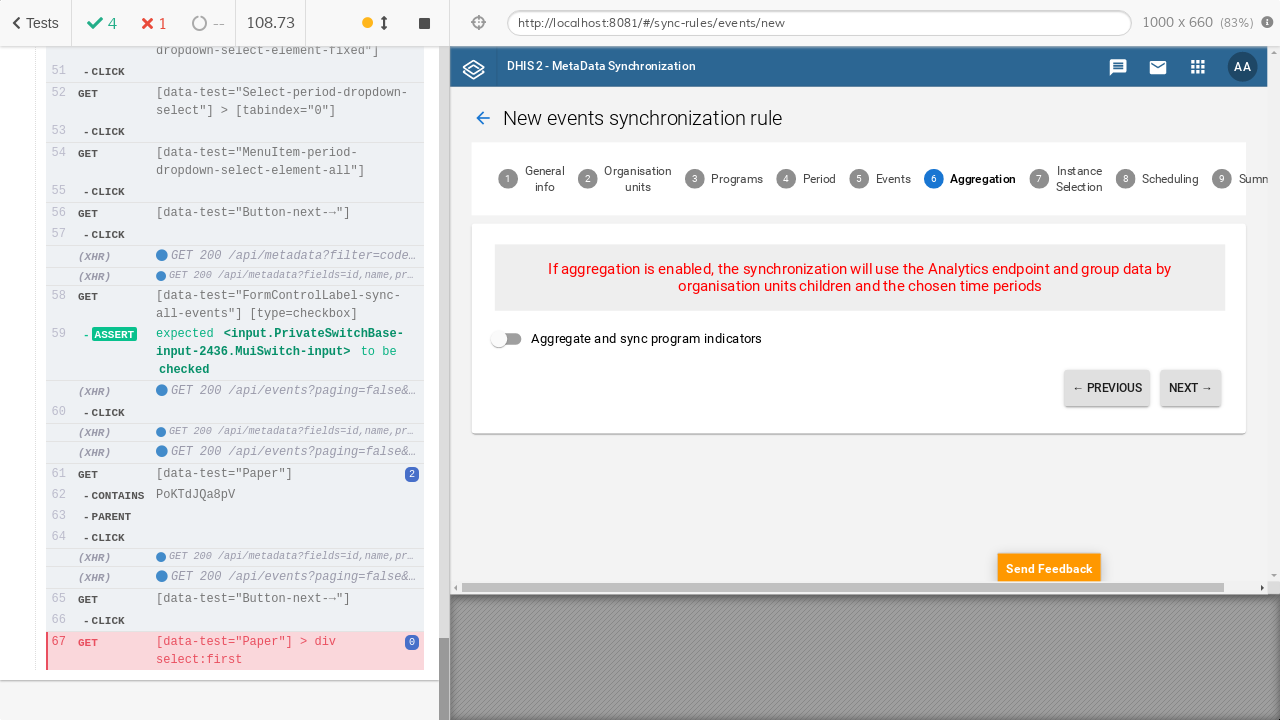 Tests 4 1 -- 108.73
http://localhost:8081/#/sync-rules/events/new 1000 x 660 (83%)
dropdown-select-element-fixed"]
51 - CLICK
52 GET [data-test="Select-period-dropdown-
select"] > [tabindex="0"]
53 - CLICK
54 GET [data-test="MenuItem-period-
dropdown-select-element-all"]
55 - CLICK
56 GET [data-test="Button-next-→"]
57 - CLICK
(XHR) GET 200 /api/metadata?filter=code…
(XHR) GET 200 /api/metadata?fields=id,name,pr…
58 GET [data-test="FormControlLabel-sync-
all-events"] [type=checkbox]
59 - ASSERT expected <input.PrivateSwitchBase-
input-2436.MuiSwitch-input> to be
checked
(XHR) GET 200 /api/events?paging=false&…
60 - CLICK
(XHR) GET 200 /api/metadata?fields=id,name,pr…
(XHR) GET 200 /api/events?paging=false&…
61 GET [data-test="Paper"] 2
62 - CONTAINS PoKTdJQa8pV
63 - PARENT
64 - CLICK
(XHR) GET 200 /api/metadata?fields=id,name,pr…
(XHR) GET 200 /api/events?paging=false&…
65 GET [data-test="Button-next-→"]
66 - CLICK
67 GET [data-test="Paper"] > div 0
select:first
DHIS 2 - MetaData Synchronization AA
← New events synchronization rule
1 General info
2 Organisation units
3 Programs
4 Period
5 Events
6 Aggregation
7 Instance Selection
8 Scheduling
9 Summ
If aggregation is enabled, the synchronization will use the Analytics endpoint and group data by
organisation units children and the chosen time periods
Aggregate and sync program indicators
← PREVIOUS NEXT →
Send Feedback